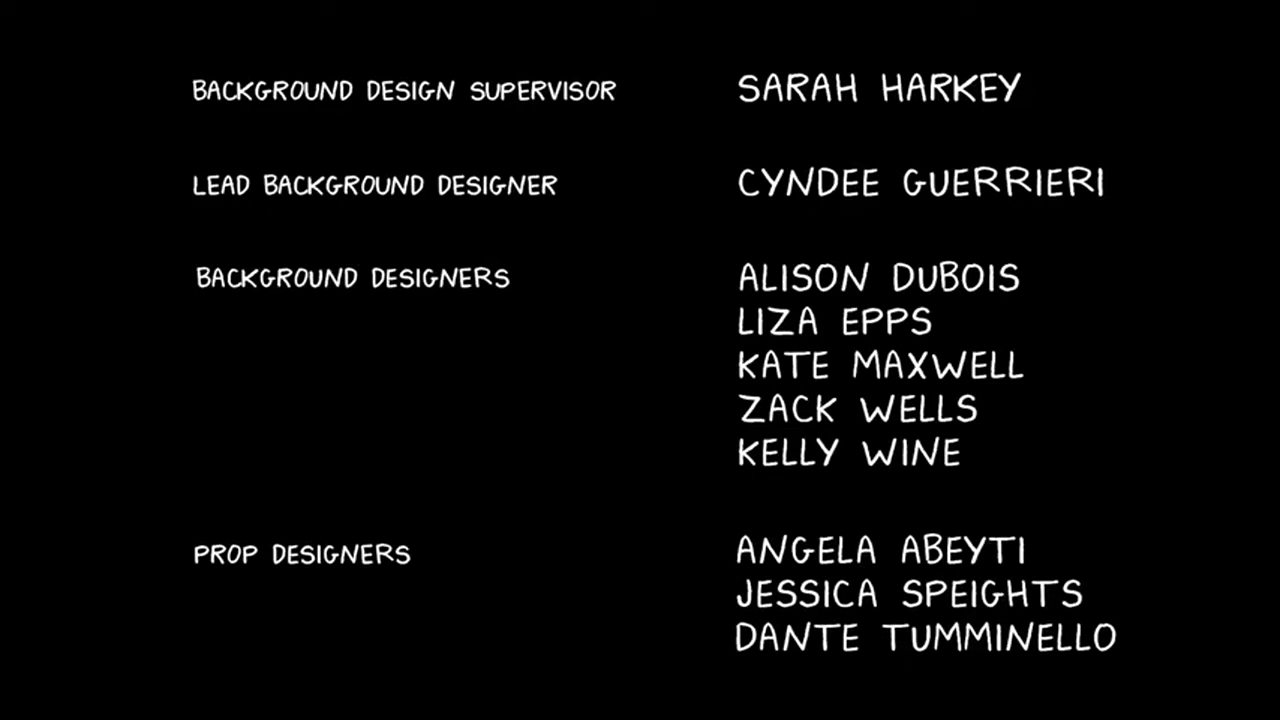 BACKGROUND DESIGN SUPERVISOR SARAH HARKEY
LEAD BACKGROUND DESIGNER CYNDEE GUERRIERI
BACKGROUND DESIGNERS ALISON DUBOIS
LIZA EPPS
KATE MAXWELL
ZACK WELLS
KELLY WINE
PROP DESIGNERS ANGELA ABEYTI
JESSICA SPEIGHTS
DANTE TUMMINELLO